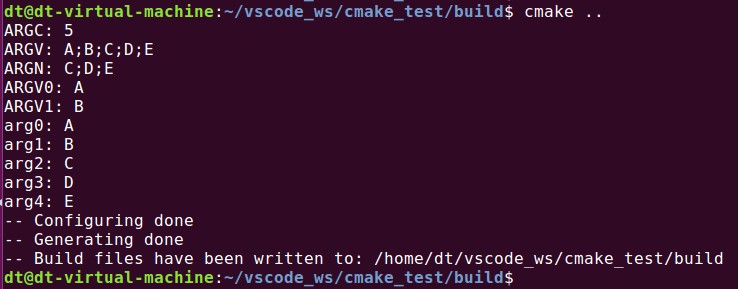 dt@dt-virtual-machine:~/vscode_ws/cmake_test/build$ cmake ..
ARGC: 5
ARGV: A;B;C;D;E
ARGN: C;D;E
ARGV0: A
ARGV1: B
arg0: A
arg1: B
arg2: C
arg3: D
arg4: E
-- Configuring done
-- Generating done
-- Build files have been written to: /home/dt/vscode_ws/cmake_test/build
dt@dt-virtual-machine:~/vscode_ws/cmake_test/build$